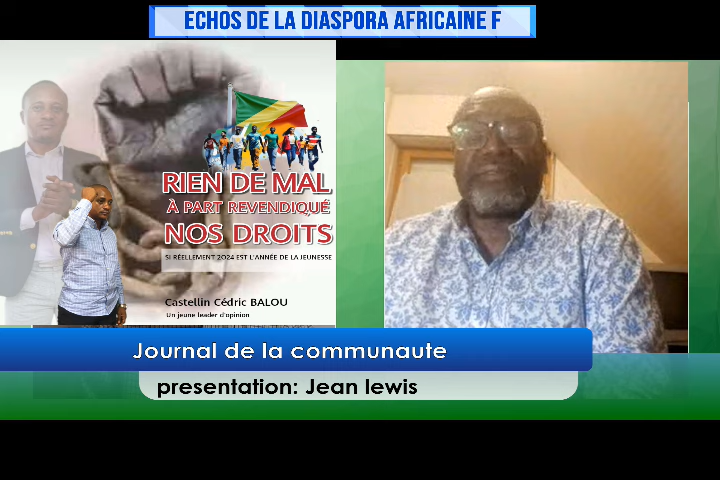 ECHOS DE LA DIASPORA AFRICAINE F
RIEN DE MAL
À PART REVENDIQUÉ
NOS DROITS
SI RÉELLEMENT 2024 EST L'ANNÉE DE LA JEUNESSE
Castellin Cédric BALOU
Un jeune leader d'opinion
Journal de la communaute
presentation: Jean lewis